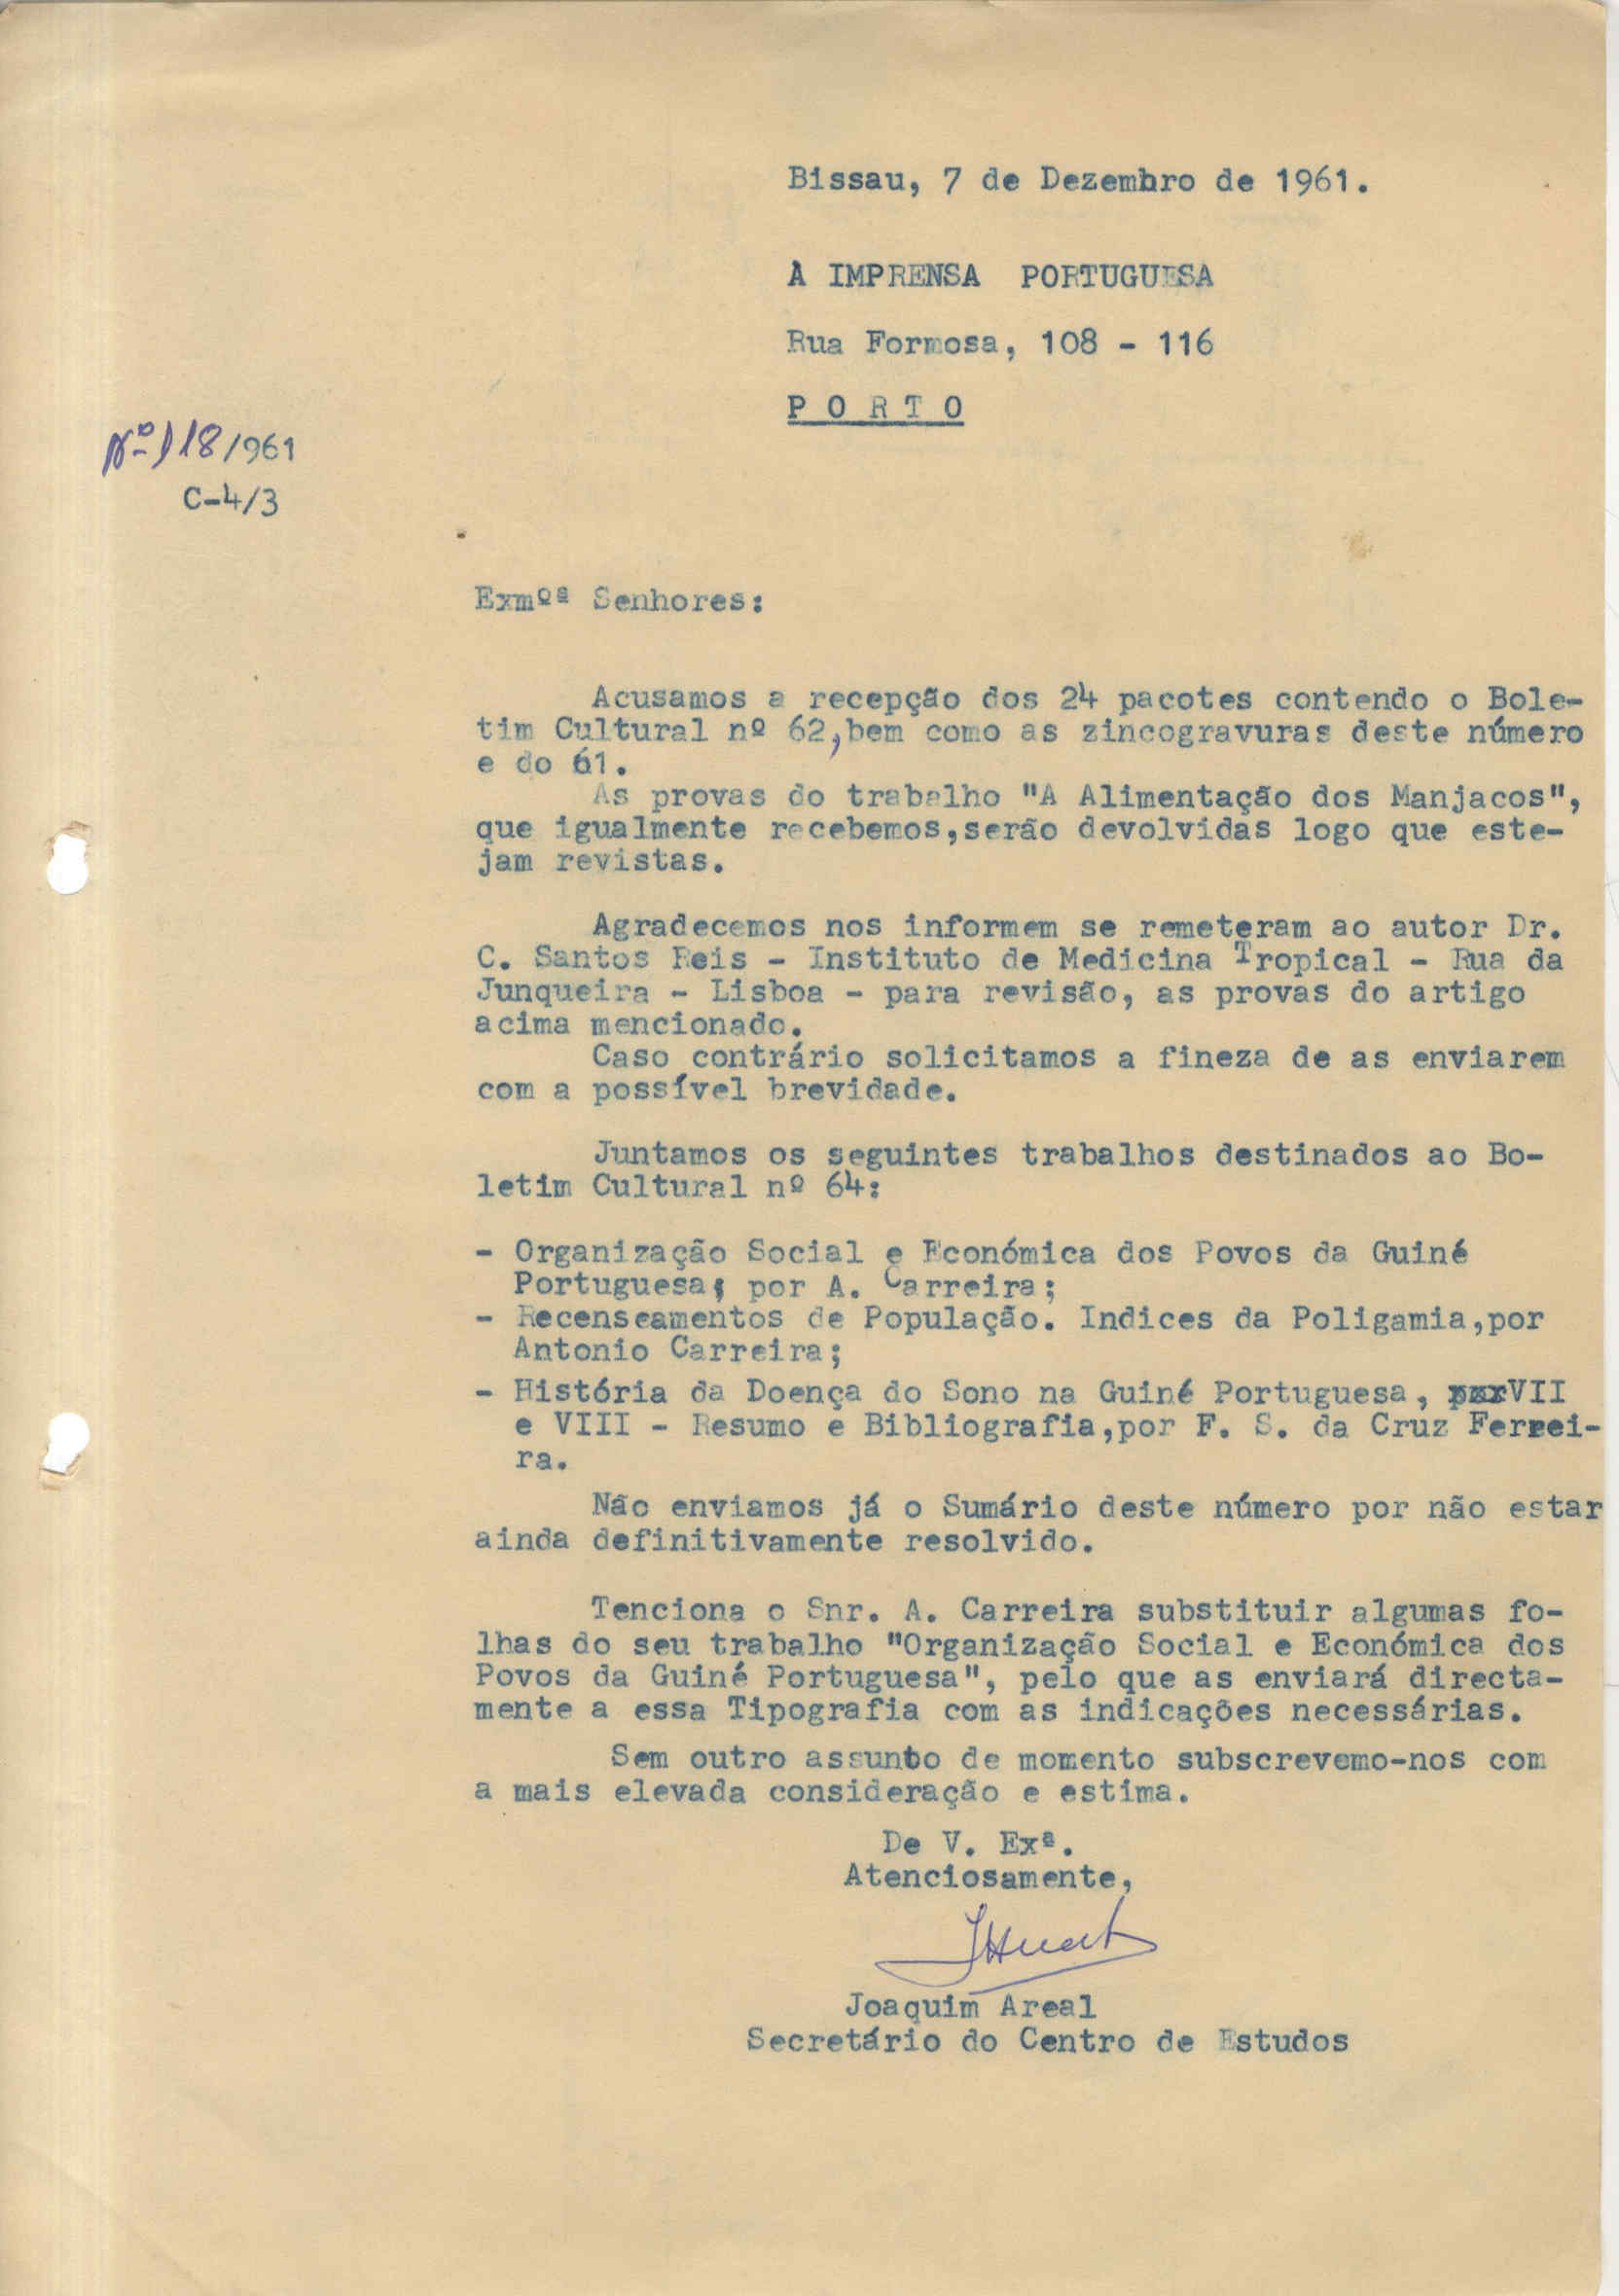 Bissau, 7 de Dezembro de 1961.
À IMPRENSA PORTUGUESA
Rua Formosa, 108 - 116
P O R T O
Nº 118/961
C-4/3
Exmºª Senhores:
Acusamos a recepção dos 24 pacotes contendo o Bole-
tim Cultural nº 62,bem como as zincogravuras deste número
e do 61.
As provas do trabalho "A Alimentação dos Manjacos",
que igualmente recebemos,serão devolvidas logo que este-
jam revistas.
Agradecemos nos informem se remeteram ao autor Dr.
C. Santos Reis - Instituto de Medicina Tropical - Rua da
Junqueira - Lisboa - para revisão, as provas do artigo
acima mencionado.
Caso contrário solicitamos a fineza de as enviarem
com a possível brevidade.
Juntamos os seguintes trabalhos destinados ao Bo-
letim Cultural nº 64:
- Organização Social e Económica dos Povos da Guiné
Portuguesa; por A. Carreira;
- Recenseamentos de População. Indices da Poligamia,por
Antonio Carreira;
- História da Doença do Sono na Guiné Portuguesa, VII
e VIII - Resumo e Bibliografia,por F. S. da Cruz Ferrei-
ra.
Não enviamos já o Sumário deste número por não estar
ainda definitivamente resolvido.
Tenciona o Snr. A. Carreira substituir algumas fo-
lhas do seu trabalho "Organização Social e Económica dos
Povos da Guiné Portuguesa", pelo que as enviará directa-
mente a essa Tipografia com as indicações necessárias.
Sem outro assunto de momento subscrevemo-nos com
a mais elevada consideração e estima.
De V. Exª.
Atenciosamente,
Joaquim Areal
Secretário do Centro de Estudos